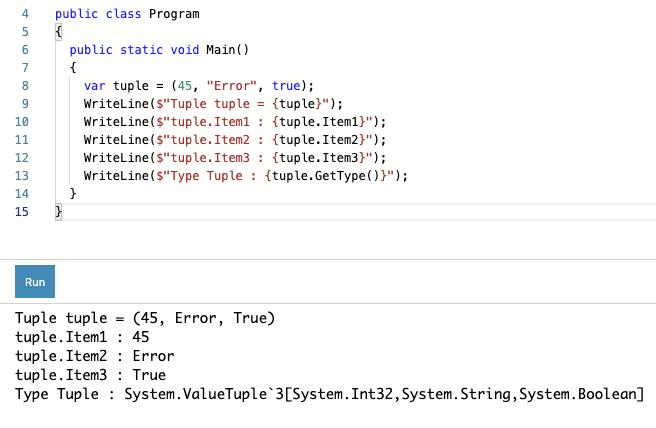 4 public class Program
5 {
6 public static void Main()
7 {
8 var tuple = (45, "Error", true);
9 WriteLine($"Tuple tuple = {tuple}");
10 WriteLine($"tuple.Item1 : {tuple.Item1}");
11 WriteLine($"tuple.Item2 : {tuple.Item2}");
12 WriteLine($"tuple.Item3 : {tuple.Item3}");
13 WriteLine($"Type Tuple : {tuple.GetType()}");
14 }
15 }
Run
Tuple tuple = (45, Error, True)
tuple.Item1 : 45
tuple.Item2 : Error
tuple.Item3 : True
Type Tuple : System.ValueTuple`3[System.Int32,System.String,System.Boolean]